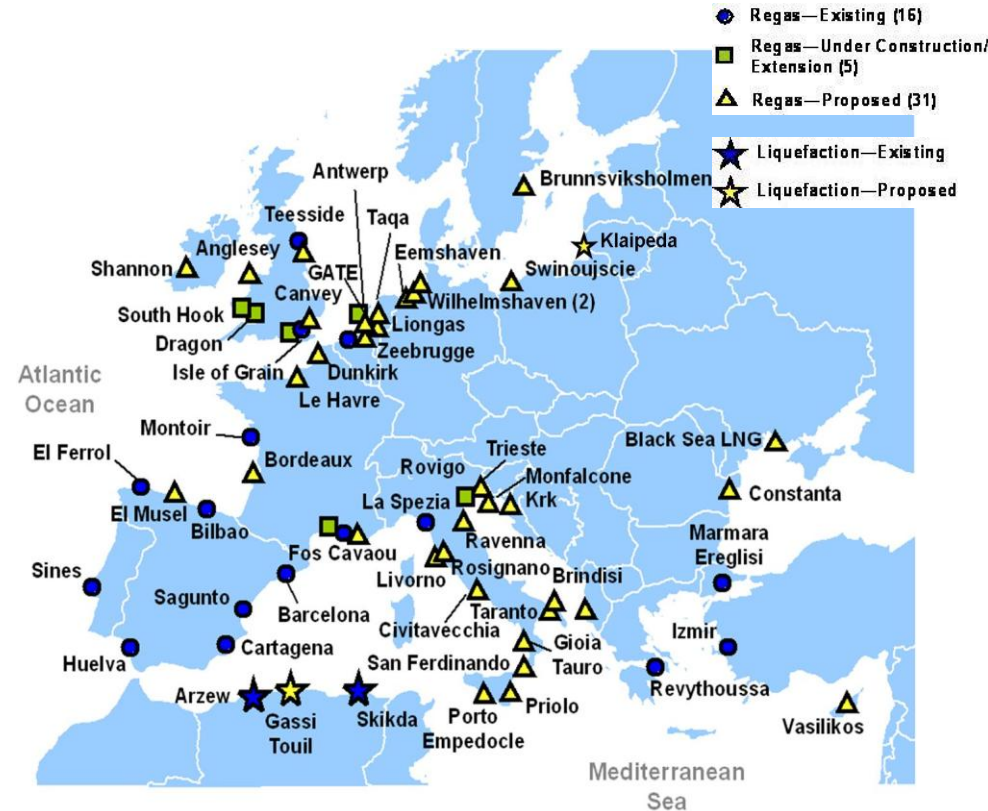 Regas—Existing (16)
Regas—Under Construction/
Extension (5)
Regas—Proposed (31)
Liquefaction—Existing
Liquefaction—Proposed
Antwerp
Brunnsviksholmen
Teesside
Taqa
Anglesey
Eemshaven
Klaipeda
Shannon
GATE
Swinoujscie
Canvey
Wilhelmshaven (2)
South Hook
Liongas
Dragon
Zeebrugge
Isle of Grain
Dunkirk
Atlantic
Ocean
Le Havre
Montoir
Black Sea LNG
El Ferrol
Bordeaux
Rovigo
Trieste
Monfalcone
La Spezia
Krk
Constanta
El Musel
Bilbao
Fos Cavaou
Ravenna
Marmara
Ereglisi
Sines
Livorno
Rosignano
Brindisi
Sagunto
Barcelona
Taranto
Civitavecchia
Izmir
Huelva
Cartagena
Gioia
Tauro
San Ferdinando
Revythoussa
Arzew
Gassi
Touil
Skikda
Porto
Empedocle
Priolo
Vasilikos
Mediterranean
Sea